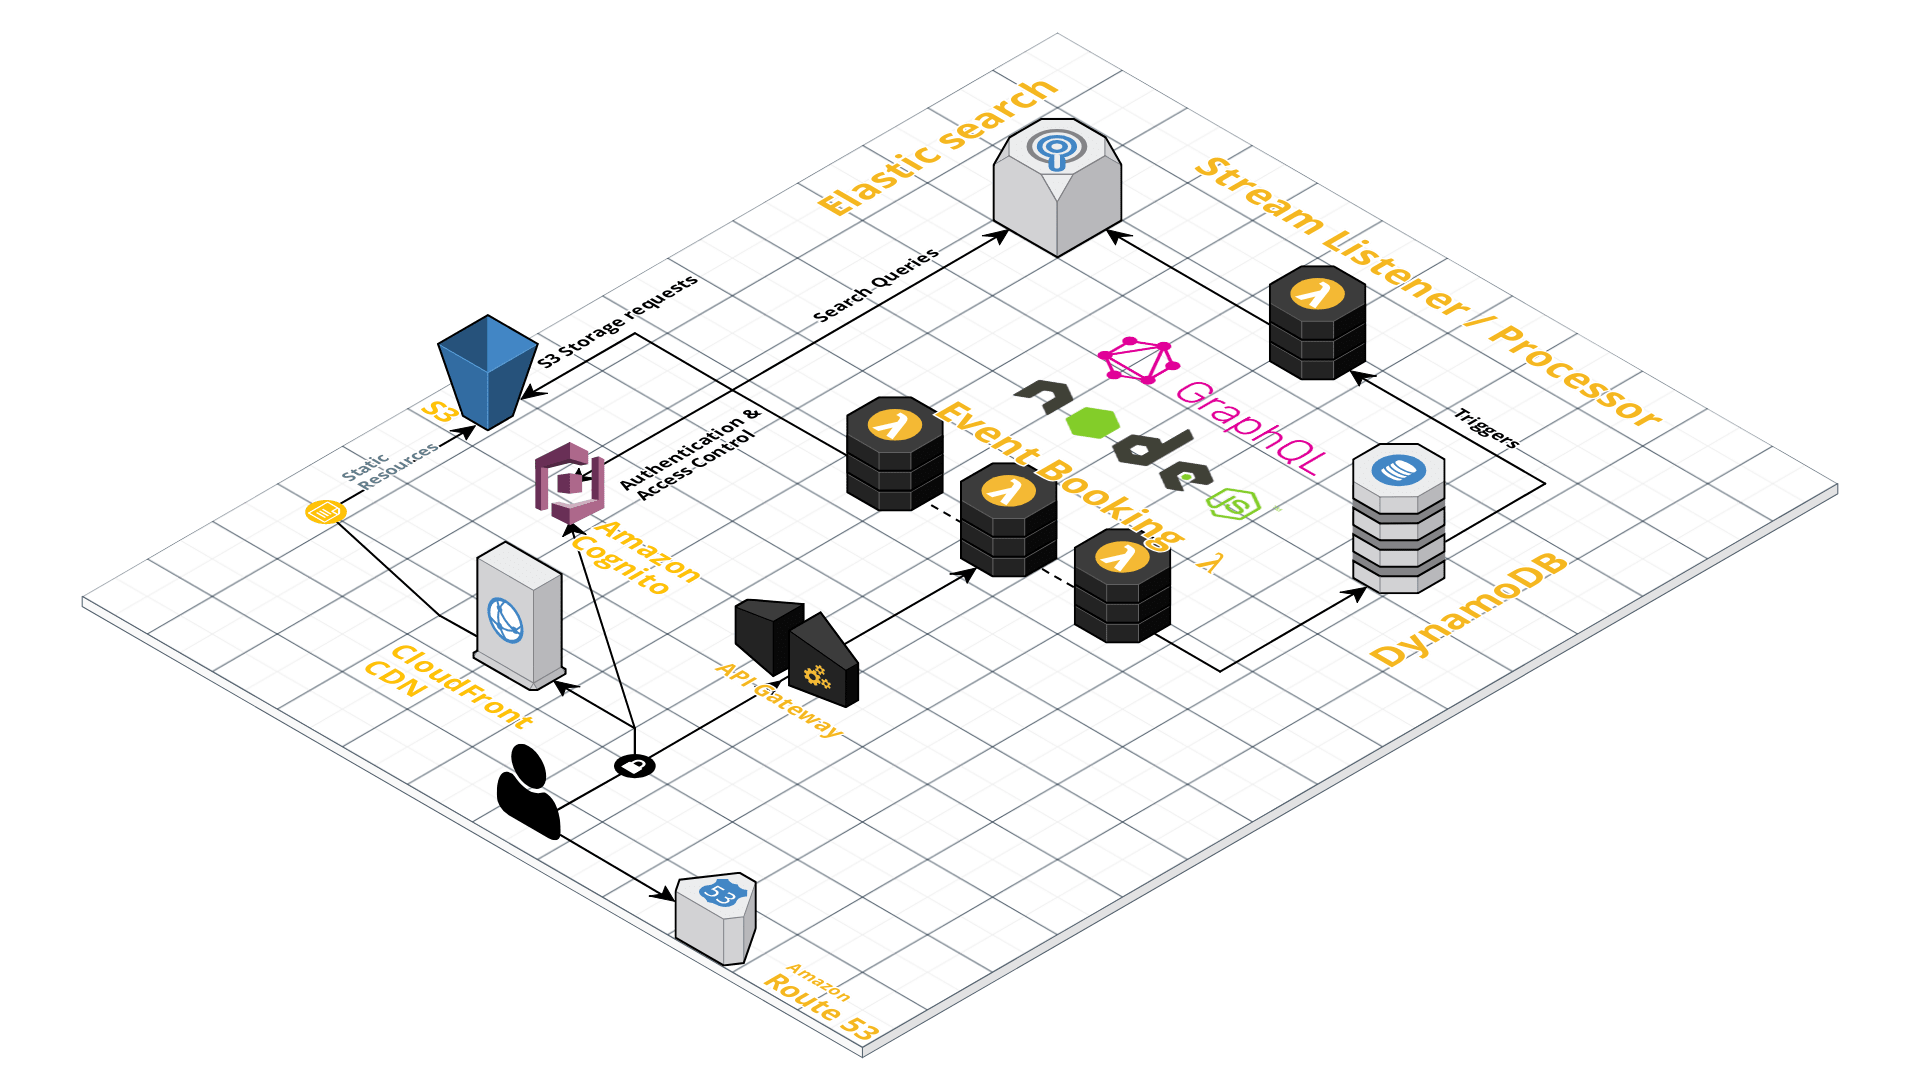 Elastic search
Stream Listener / Processor
Search Queries
S3 Storage requests
S3
Static
Resources
Authentication &
Access Control
Amazon
Cognito
GraphQL
node
JS
Event Booking
λ
λ
λ
λ
λ
Triggers
DynamoDB
API Gateway
CloudFront
CDN
53
Amazon
Route 53